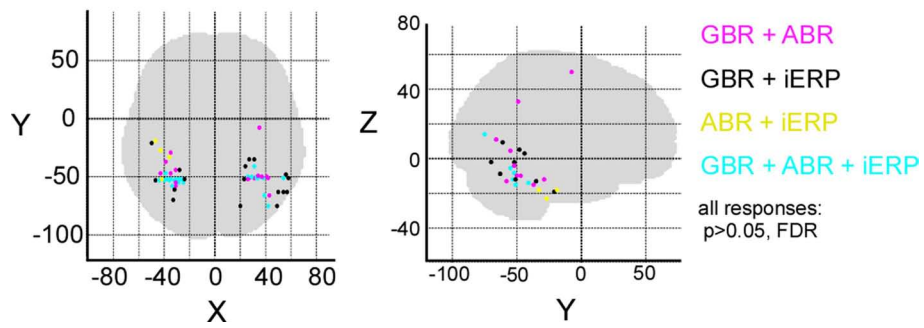 80
Y
50
-0
-50
-100
-80
-40
0
40
80
X
80
Z
40
0
-40
-100
-50
0
50
Y
GBR + ABR
GBR + iERP
ABR + iERP
GBR + ABR + iERP
all responses:
p>0.05, FDR